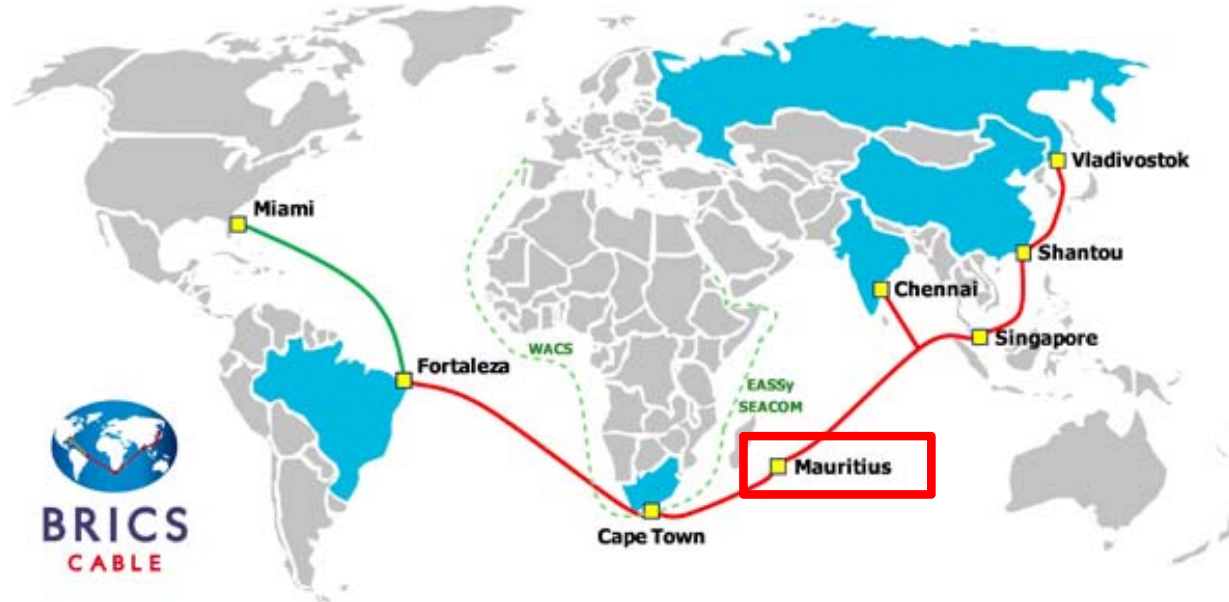 Vladivostok
Miami
Shantou
Chennai
Singapore
WACS
Fortaleza
EASSy
SEACOM
Mauritius
Cape Town
BRICS
CABLE